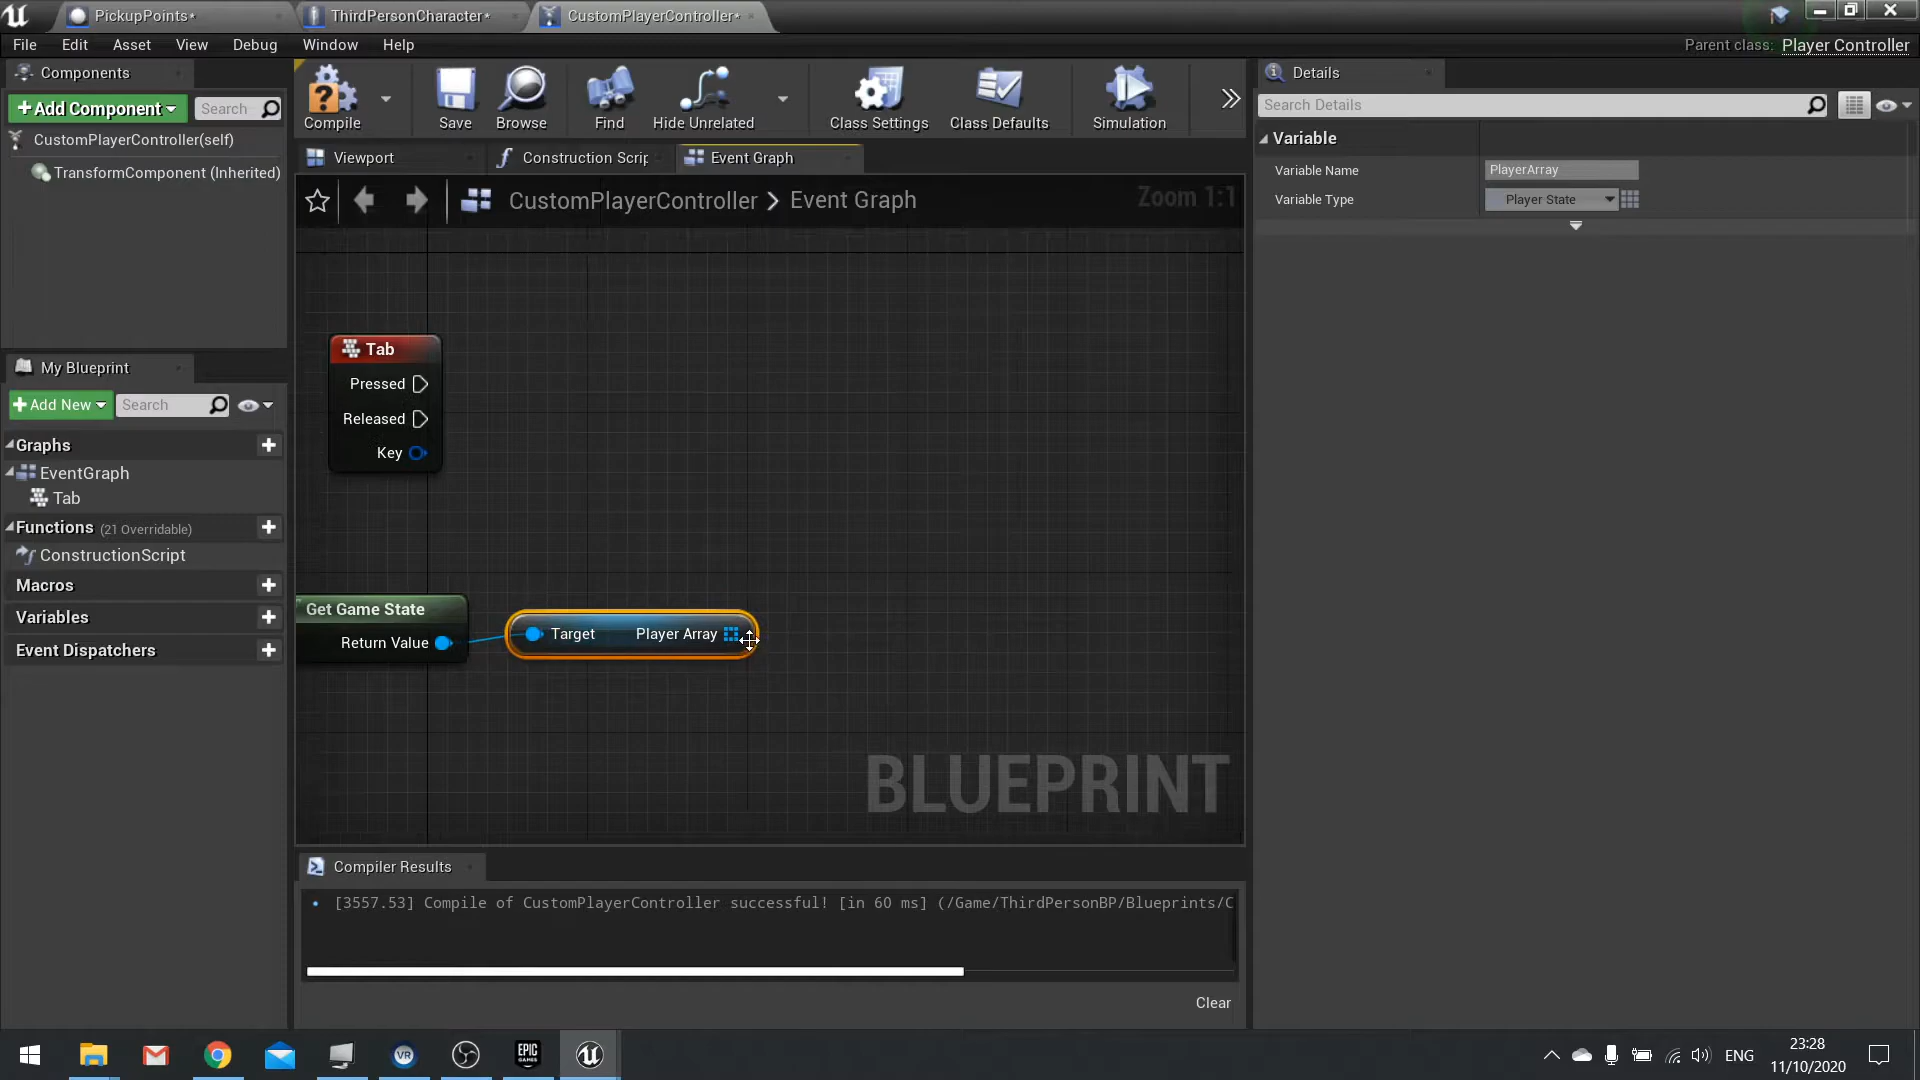 PickupPoints*
ThirdPersonCharacter*
CustomPlayerController*
File Edit Asset View Debug Window Help
Parent class: Player Controller
Components
+Add Component
Search
CustomPlayerController(self)
TransformComponent (Inherited)
My Blueprint
+Add New
Search
Graphs
EventGraph
Tab
Functions (21 Overridable)
ConstructionScript
Macros
Variables
Event Dispatchers
Compile
Save
Browse
Find
Hide Unrelated
Class Settings
Class Defaults
Simulation
Viewport
Construction Scrip
Event Graph
CustomPlayerController > Event Graph
Zoom 1:1
Tab
Pressed
Released
Key
Get Game State
Return Value
Target Player Array
BLUEPRINT
Compiler Results
[3557.53] Compile of CustomPlayerController successful! [in 60 ms] (/Game/ThirdPersonBP/Blueprints/C
Clear
Details
Search Details
Variable
Variable Name PlayerArray
Variable Type Player State
VR
EPIC GAMES
ENG
23:28
11/10/2020